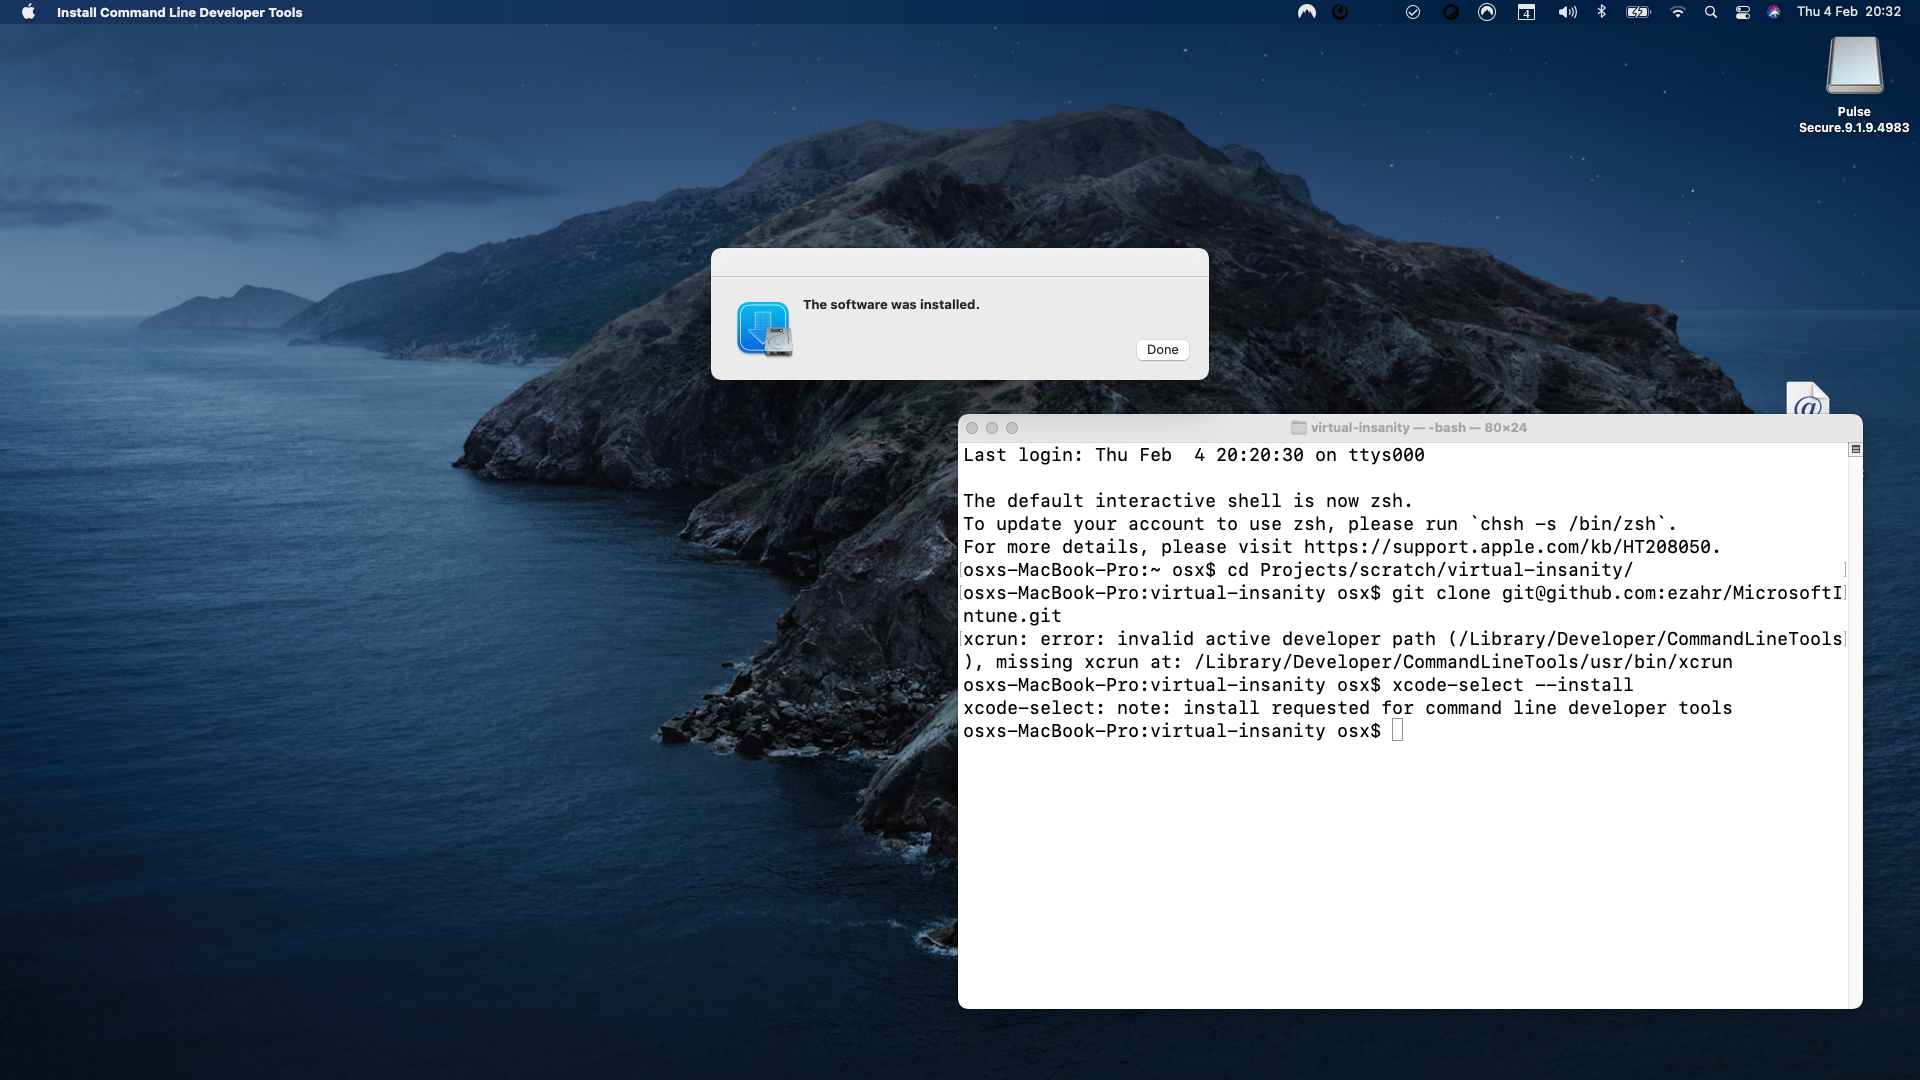 Install Command Line Developer Tools
4
Thu 4 Feb 20:32
Pulse
Secure.9.1.9.4983
The software was installed.
Done
@
virtual-insanity — -bash — 80×24
Last login: Thu Feb  4 20:20:30 on ttys000
The default interactive shell is now zsh.
To update your account to use zsh, please run `chsh -s /bin/zsh`.
For more details, please visit https://support.apple.com/kb/HT208050.
[osxs-MacBook-Pro:~ osx$ cd Projects/scratch/virtual-insanity/ ]
[osxs-MacBook-Pro:virtual-insanity osx$ git clone git@github.com:ezahr/MicrosoftI]
ntune.git
[xcrun: error: invalid active developer path (/Library/Developer/CommandLineTools]
), missing xcrun at: /Library/Developer/CommandLineTools/usr/bin/xcrun
osxs-MacBook-Pro:virtual-insanity osx$ xcode-select --install
xcode-select: note: install requested for command line developer tools
osxs-MacBook-Pro:virtual-insanity osx$